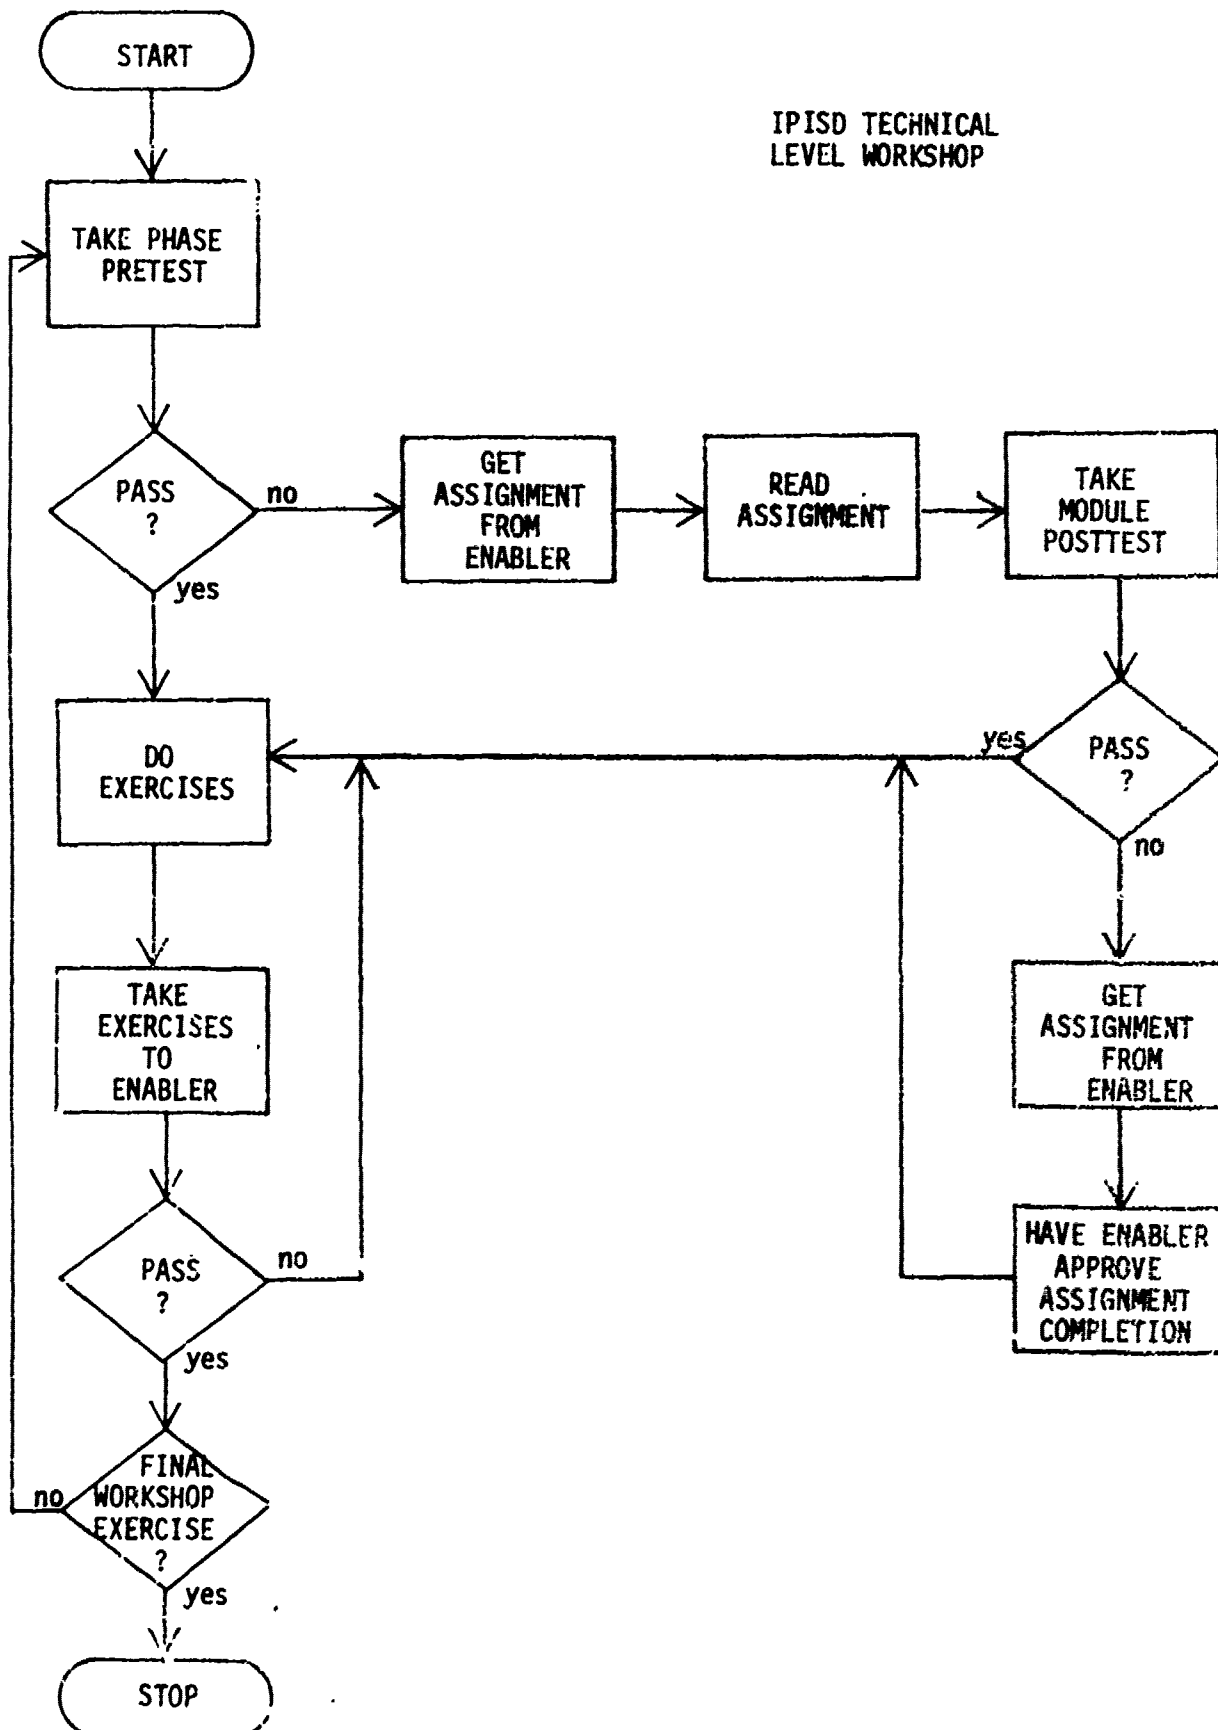 START
IPISD TECHNICAL
LEVEL WORKSHOP
TAKE PHASE
PRETEST
PASS
?
no
yes
GET
ASSIGNMENT
FROM
ENABLER
READ
ASSIGNMENT
TAKE
MODULE
POSTTEST
PASS
?
yes
no
DO
EXERCISES
GET
ASSIGNMENT
FROM
ENABLER
TAKE
EXERCISES
TO
ENABLER
HAVE ENABLER
APPROVE
ASSIGNMENT
COMPLETION
PASS
?
no
yes
FINAL
WORKSHOP
EXERCISE
?
no
yes
STOP